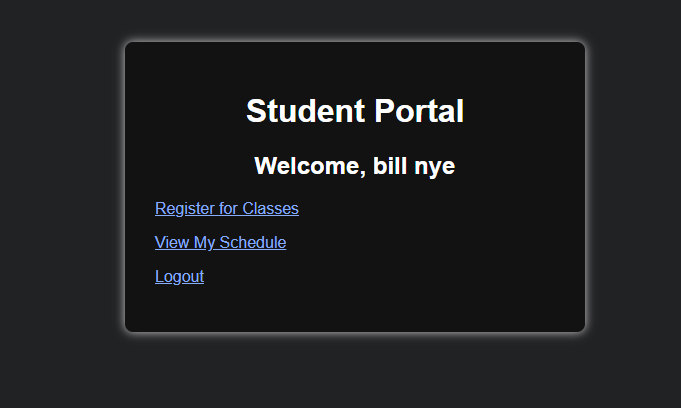 Student Portal
Welcome, bill nye
Register for Classes
View My Schedule
Logout